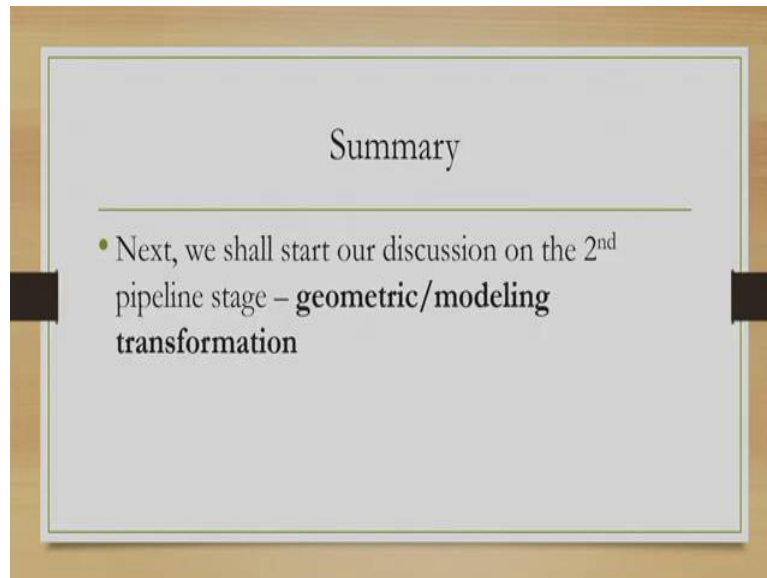 Summary
• Next, we shall start our discussion on the 2nd
pipeline stage – geometric/modeling
transformation